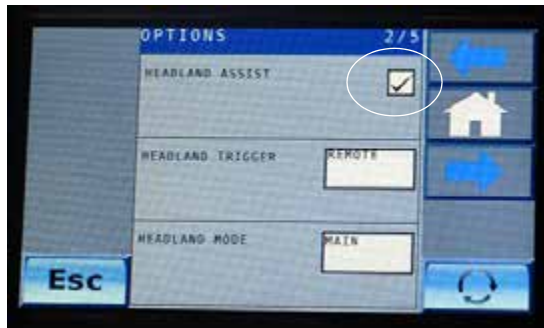 OPTIONS 2/5
HEADLAND ASSIST
HEADLAND TRIGGER REMOTE
HEADLAND MODE MAIN
Esc